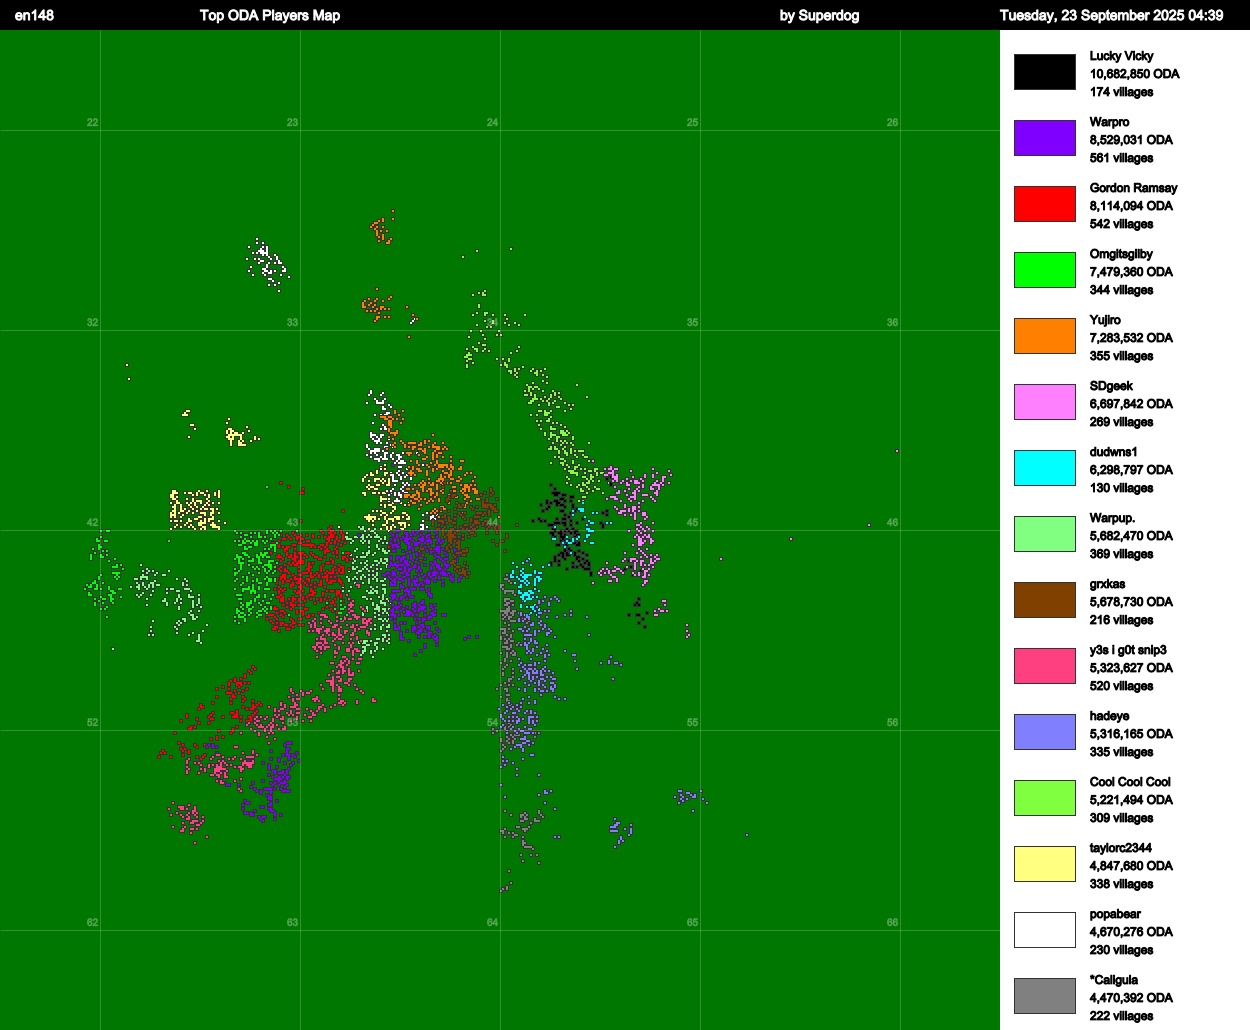 en148 Top ODA Players Map by Superdog Tuesday, 23 September 2025 04:39
22 23 24 25 26
32 33 34 35 36
42 43 44 45 46
52 53 54 55 56
62 63 64 65 66
Lucky Vicky
10,682,850 ODA
174 villages
Warpro
8,529,031 ODA
561 villages
Gordon Ramsay
8,114,094 ODA
542 villages
Omgitsgilby
7,479,360 ODA
344 villages
Yujiro
7,283,532 ODA
355 villages
SDgeek
6,697,842 ODA
269 villages
dudwns1
6,298,797 ODA
130 villages
Warpup.
5,682,470 ODA
369 villages
grxkas
5,678,730 ODA
216 villages
y3s i g0t snip3
5,323,627 ODA
520 villages
hadeye
5,316,165 ODA
335 villages
Cool Cool Cool
5,221,494 ODA
309 villages
taylorc2344
4,847,680 ODA
338 villages
popabear
4,670,276 ODA
230 villages
*Caligula
4,470,392 ODA
222 villages